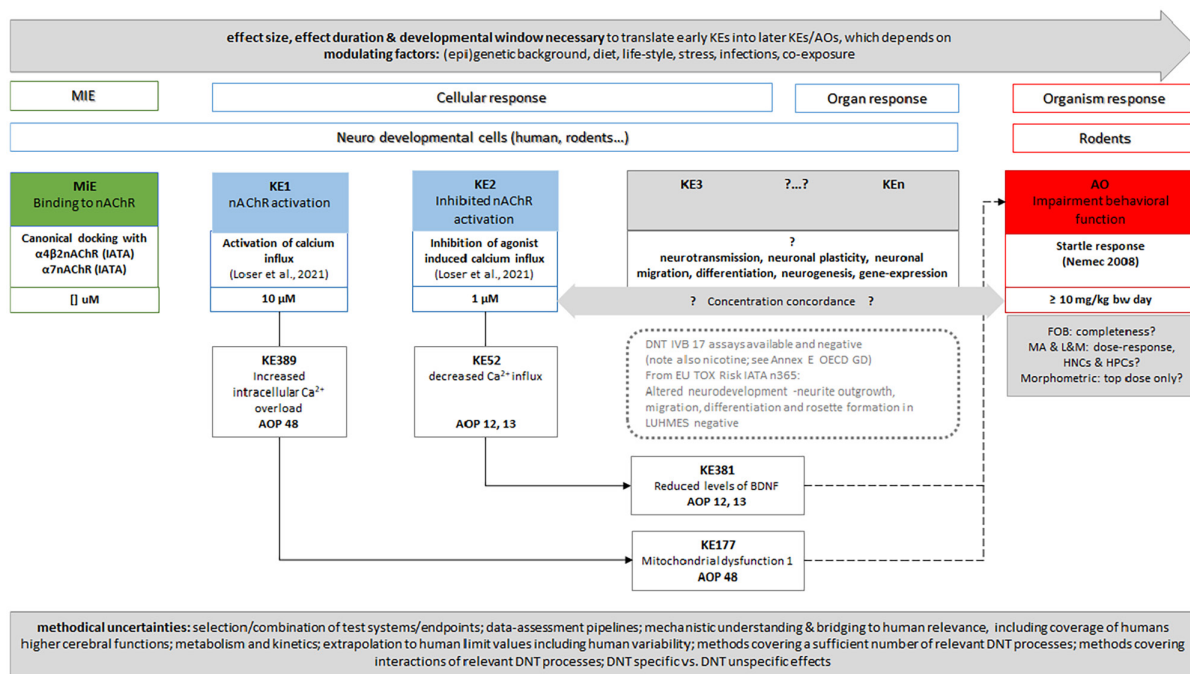 effect size, effect duration & developmental window necessary to translate early KEs into later KEs/AOs, which depends on
modulating factors: (epi)genetic background, diet, life-style, stress, infections, co-exposure
MIE
Cellular response
Organ response
Organism response
Neuro developmental cells (human, rodents...)
Rodents
MiE
Binding to nAChR
Canonical docking with
α4β2nAChR (IATA)
α7nAChR (IATA)
[] uM
KE1
nAChR activation
Activation of calcium
influx
(Loser et al., 2021)
10 µM
KE2
Inhibited nAChR
activation
Inhibition of agonist
induced calcium influx
(Loser et al., 2021)
1 µM
KE3 ?...? KEn
?
neurotransmission, neuronal plasticity, neuronal
migration, differentiation, neurogenesis, gene-expression
? Concentration concordance ?
AO
Impairment behavioral
function
Startle response
(Nemec 2008)
≥ 10 mg/kg bw day
FOB: completeness?
MA & L&M: dose-response,
HNCs & HPCs?
Morphometric: top dose only?
KE389
Increased
intracellular Ca2+
overload
AOP 48
KE52
decreased Ca2+ influx
AOP 12, 13
DNT IVB 17 assays available and negative
(note also nicotine; see Annex E OECD GD)
From EU TOX Risk IATA n365:
Altered neurodevelopment -neurite outgrowth,
migration, differentiation and rosette formation in
LUHMES negative
KE381
Reduced levels of BDNF
AOP 12, 13
KE177
Mitochondrial dysfunction 1
AOP 48
methodical uncertainties: selection/combination of test systems/endpoints; data-assessment pipelines; mechanistic understanding & bridging to human relevance, including coverage of humans
higher cerebral functions; metabolism and kinetics; extrapolation to human limit values including human variability; methods covering a sufficient number of relevant DNT processes; methods covering
interactions of relevant DNT processes; DNT specific vs. DNT unspecific effects